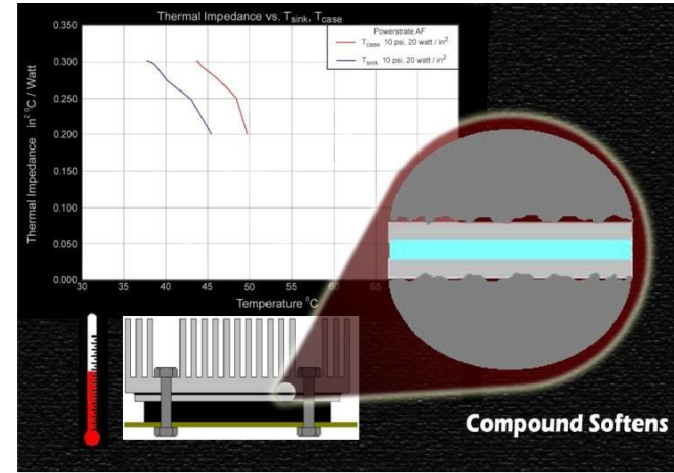 Thermal Impedance vs. Tsink, Tcase
Powerstrate AF
Tcase 10 psi, 20 watt / in2
Tsink 10 psi, 20 watt / in2
Thermal Impedance in2 0C / Watt
0.350
0.300
0.250
0.200
0.150
0.100
0.050
0.000
30 35 40 45 50 55 60 65
Temperature 0C
Compound Softens